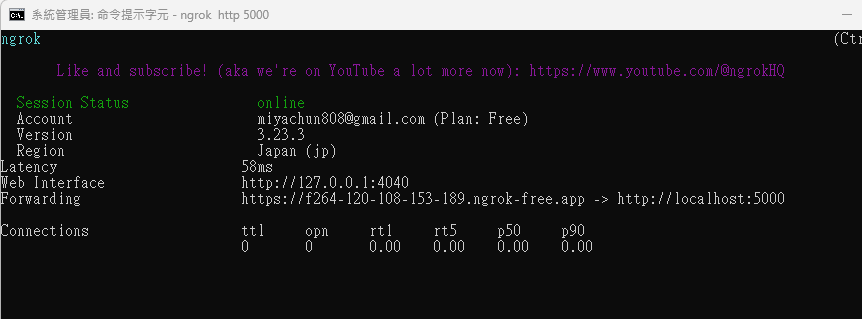 系統管理員: 命令提示字元 - ngrok http 5000
ngrok (Ctr
Like and subscribe! (aka we're on YouTube a lot more now): https://www.youtube.com/@ngrokHQ
Session Status online
Account miyachun808@gmail.com (Plan: Free)
Version 3.23.3
Region Japan (jp)
Latency 58ms
Web Interface http://127.0.0.1:4040
Forwarding https://f264-120-108-153-189.ngrok-free.app -> http://localhost:5000
Connections ttl opn rt1 rt5 p50 p90
0 0 0.00 0.00 0.00 0.00